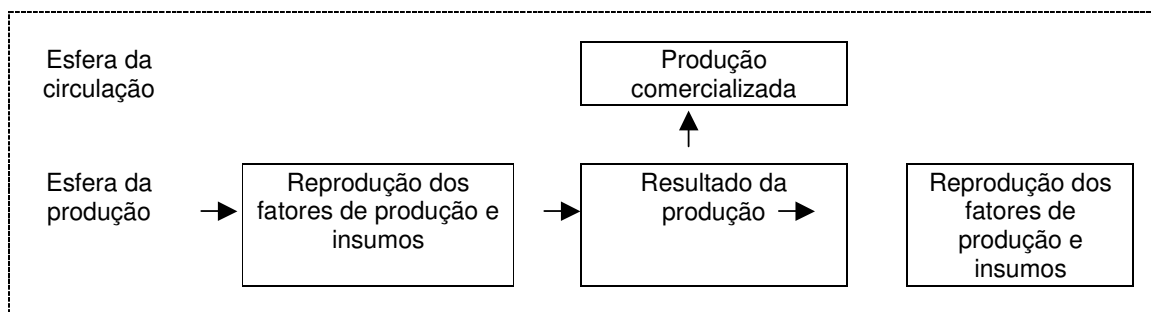 Esfera da
circulação
Produção
comercializada
Esfera da
produção
Reprodução dos
fatores de produção e
insumos
Resultado da
produção
Reprodução dos
fatores de
produção e
insumos